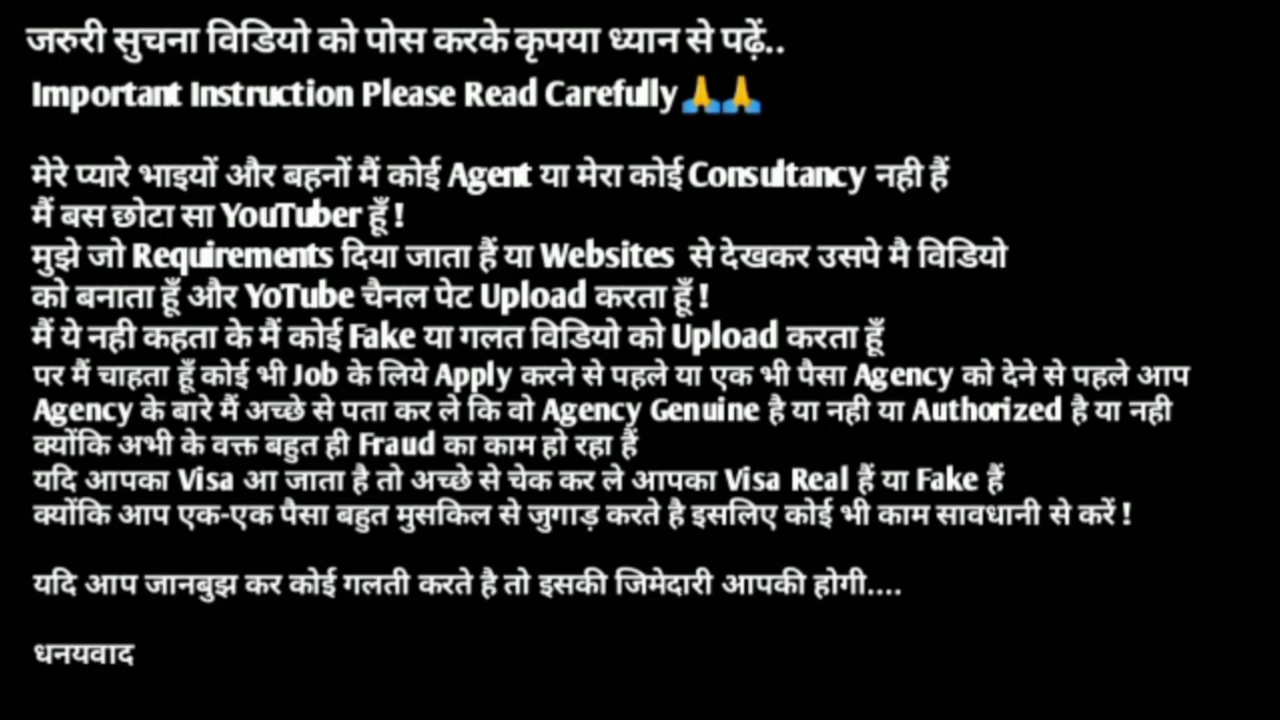 जरुरी सुचना विडियो को पोस करके कृपया ध्यान से पढ़ें..
Important Instruction Please Read Carefully🙏🙏
मेरे प्यारे भाइयों और बहनों मैं कोई Agent या मेरा कोई Consultancy नही हैं
मैं बस छोटा सा YouTuber हूँ !
मुझे जो Requirements दिया जाता हैं या Websites से देखकर उसपे मै विडियो
को बनाता हूँ और YoTube चैनल पेट Upload करता हूँ !
मैं ये नही कहता के मैं कोई Fake या गलत विडियो को Upload करता हूँ
पर मैं चाहता हूँ कोई भी Job के लिये Apply करने से पहले या एक भी पैसा Agency को देने से पहले आप
Agency के बारे मैं अच्छे से पता कर ले कि वो Agency Genuine है या नही या Authorized है या नही
क्योंकि अभी के वक्त बहुत ही Fraud का काम हो रहा हैं
यदि आपका Visa आ जाता है तो अच्छे से चेक कर ले आपका Visa Real हैं या Fake हैं
क्योंकि आप एक-एक पैसा बहुत मुसकिल से जुगाड़ करते है इसलिए कोई भी काम सावधानी से करें !
यदि आप जानबुझ कर कोई गलती करते है तो इसकी जिमेदारी आपकी होगी....
धनयवाद